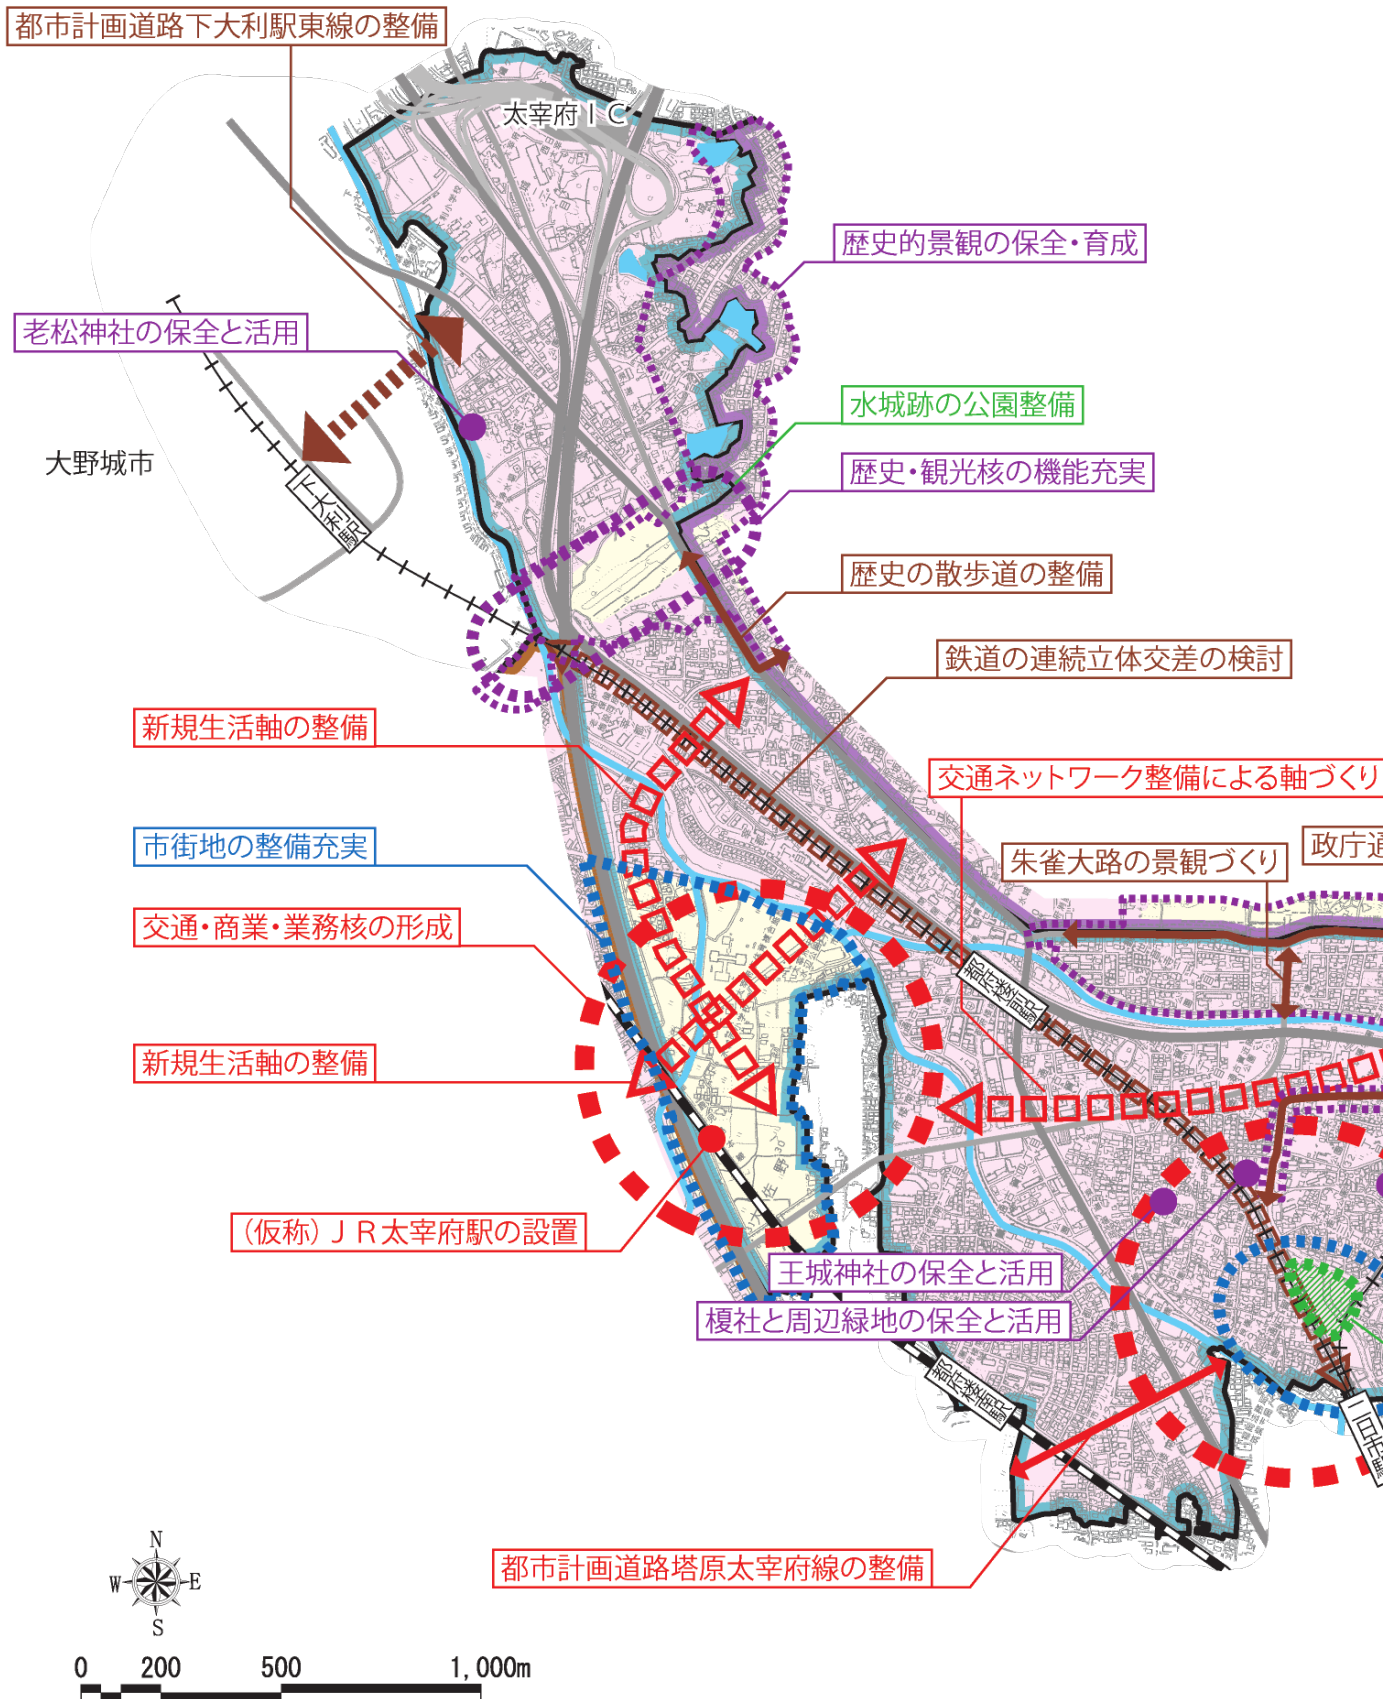 都市計画道路下大利駅東線の整備
太宰府ＩＣ
歴史的景観の保全・育成
老松神社の保全と活用
水城跡の公園整備
大野城市
歴史・観光核の機能充実
下大利駅
歴史の散歩道の整備
鉄道の連続立体交差の検討
新規生活軸の整備
交通ネットワーク整備による軸づくり
市街地の整備充実
政庁通
朱雀大路の景観づくり
交通・商業・業務核の形成
都府楼前駅
新規生活軸の整備
（仮称）ＪＲ太宰府駅の設置
王城神社の保全と活用
榎社と周辺緑地の保全と活用
都府楼南駅
二日市駅
都市計画道路塔原太宰府線の整備
N
W E
S
0 200 500 1,000m